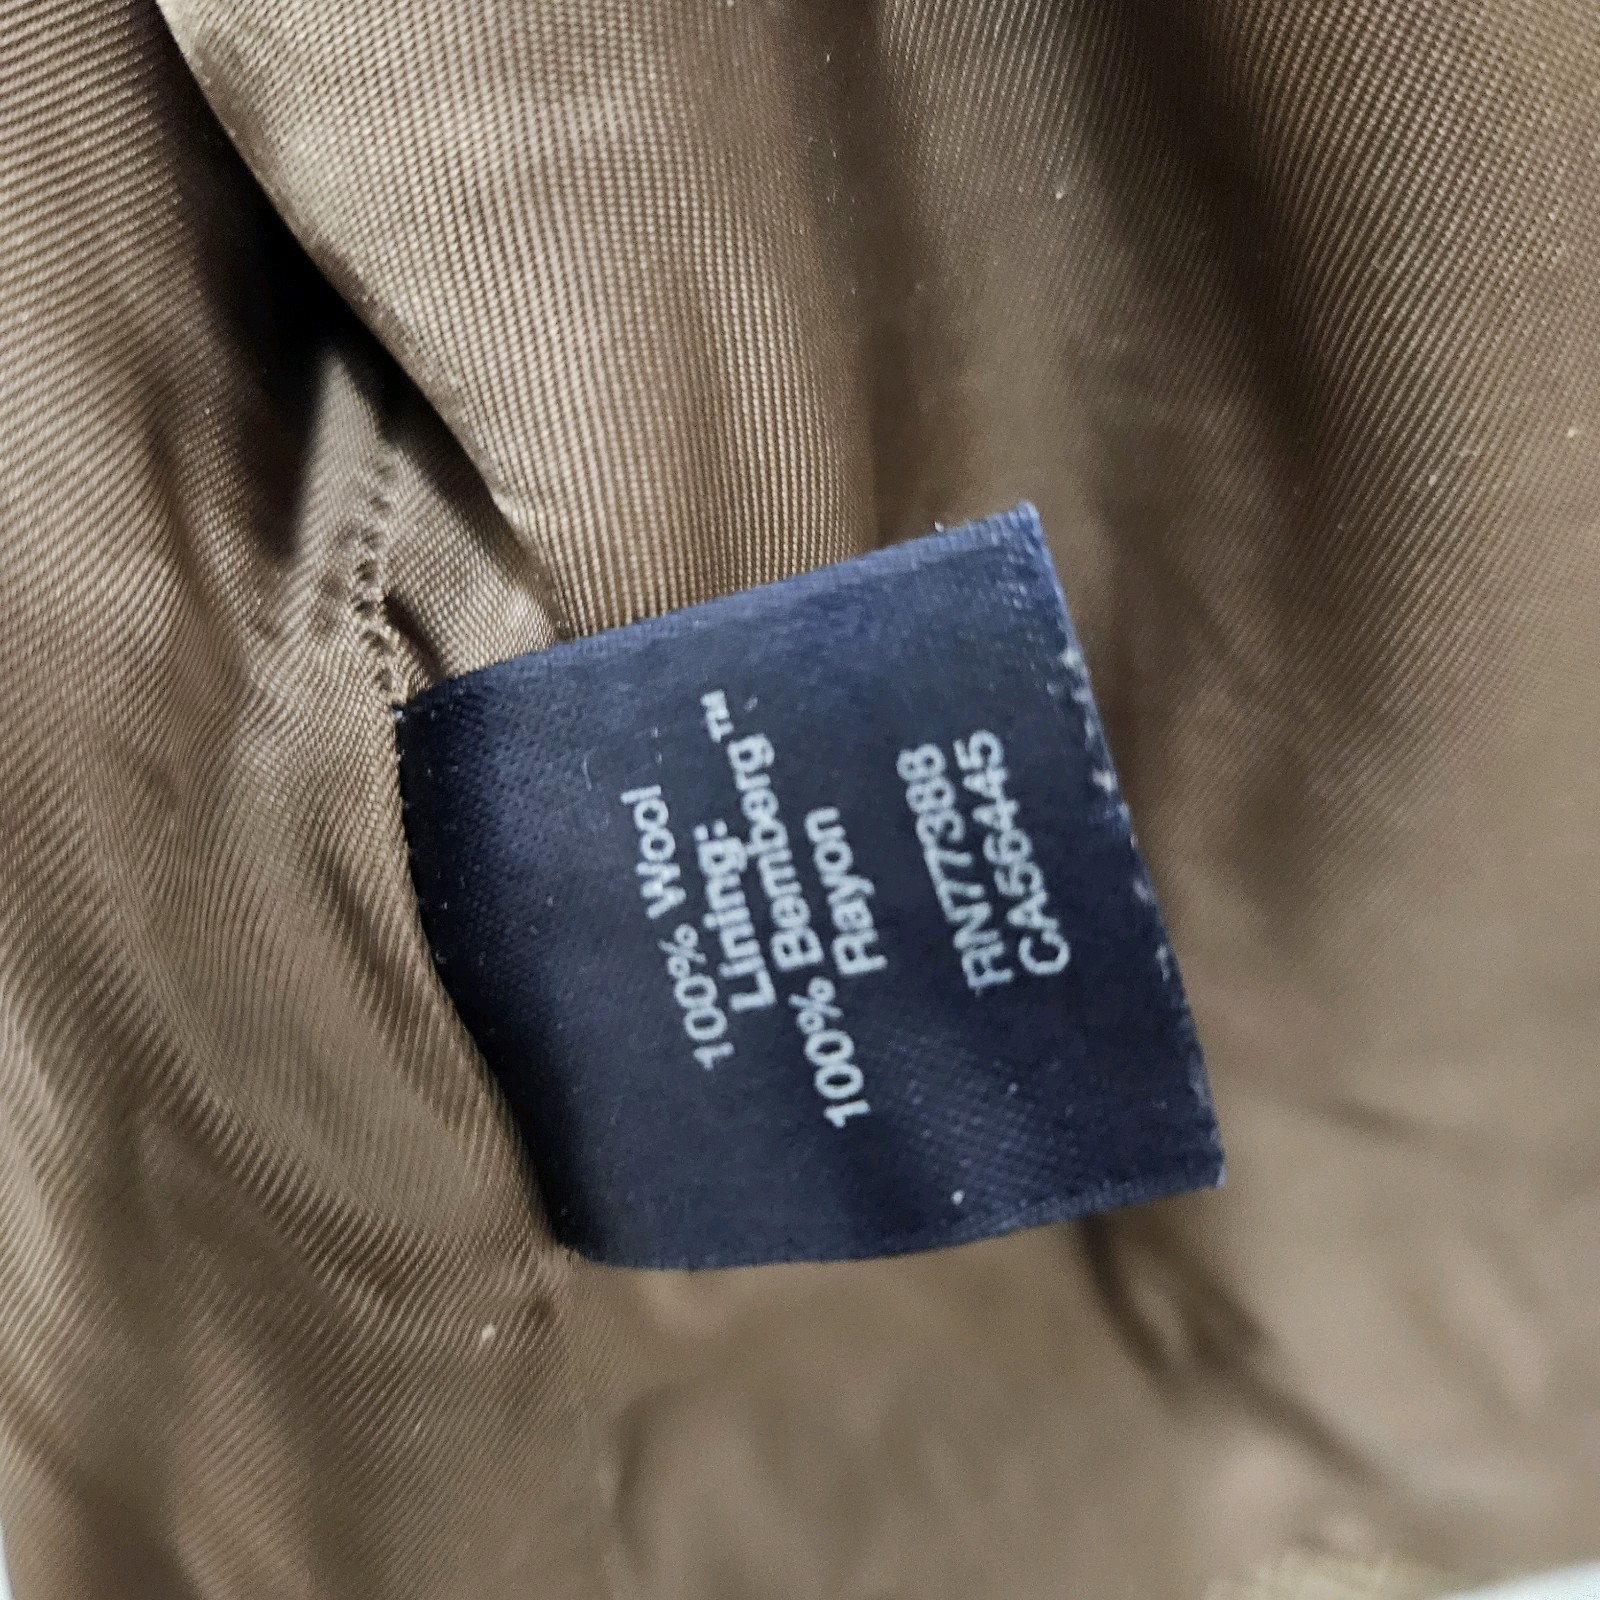 100% Wool
Lining:
100% Bemberg™
Rayon
RN77388
CA56445